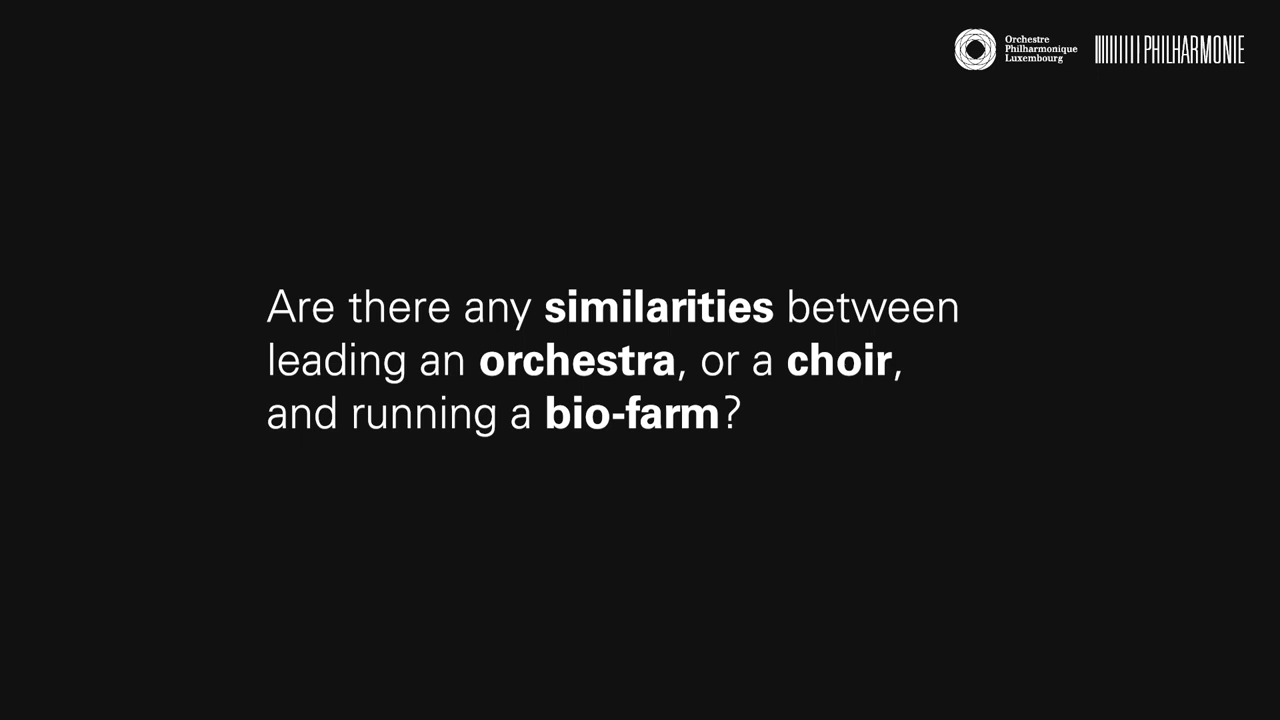 Orchestre
Philharmonique
Luxembourg
PHILHARMONIE
Are there any similarities between
leading an orchestra, or a choir,
and running a bio-farm?